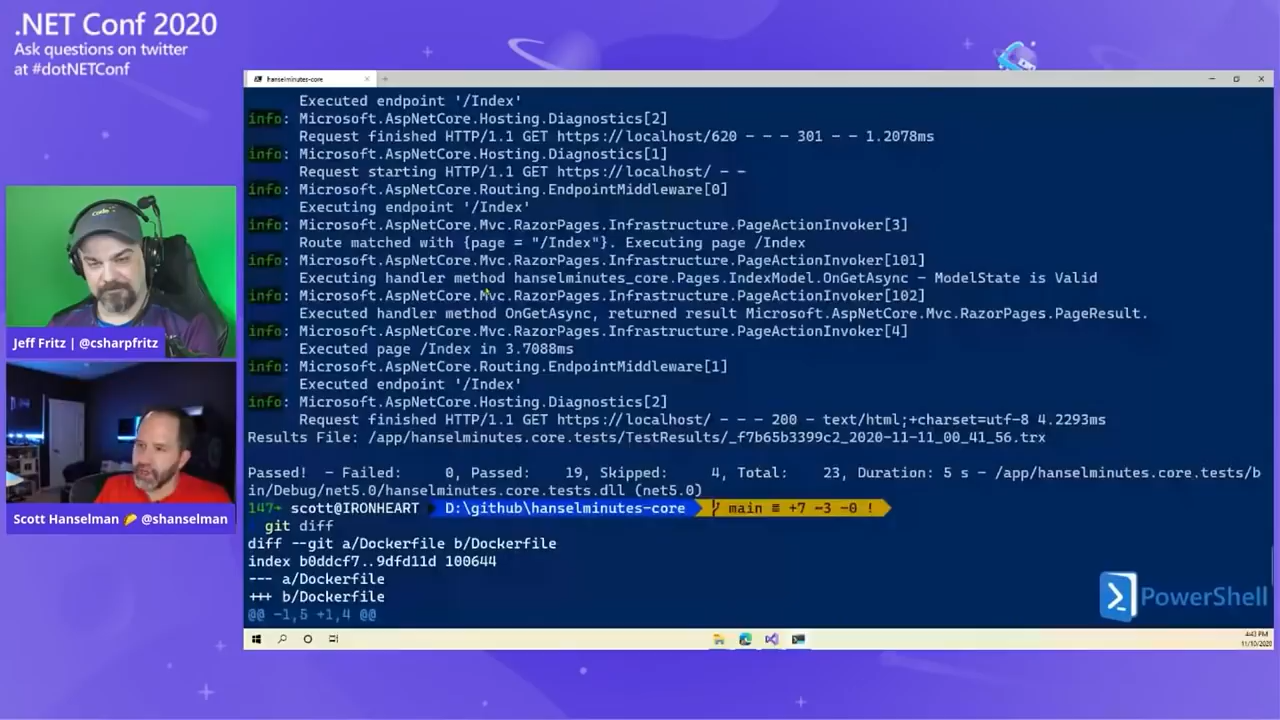 .NET Conf 2020
Ask questions on twitter
at #dotNETConf
hanselminutes-core
Executed endpoint '/Index'
info: Microsoft.AspNetCore.Hosting.Diagnostics[2]
Request finished HTTP/1.1 GET https://localhost/620 - - - 301 - - 1.2078ms
info: Microsoft.AspNetCore.Hosting.Diagnostics[1]
Request starting HTTP/1.1 GET https://localhost/ - -
info: Microsoft.AspNetCore.Routing.EndpointMiddleware[0]
Executing endpoint '/Index'
info: Microsoft.AspNetCore.Mvc.RazorPages.Infrastructure.PageActionInvoker[3]
Route matched with {page = "/Index"}. Executing page /Index
info: Microsoft.AspNetCore.Mvc.RazorPages.Infrastructure.PageActionInvoker[101]
Executing handler method hanselminutes_core.Pages.IndexModel.OnGetAsync - ModelState is Valid
info: Microsoft.AspNetCore.Mvc.RazorPages.Infrastructure.PageActionInvoker[102]
Executed handler method OnGetAsync, returned result Microsoft.AspNetCore.Mvc.RazorPages.PageResult.
info: Microsoft.AspNetCore.Mvc.RazorPages.Infrastructure.PageActionInvoker[4]
Executed page /Index in 3.7088ms
info: Microsoft.AspNetCore.Routing.EndpointMiddleware[1]
Executed endpoint '/Index'
info: Microsoft.AspNetCore.Hosting.Diagnostics[2]
Request finished HTTP/1.1 GET https://localhost/ - - - 200 - text/html;+charset=utf-8 4.2293ms
Results File: /app/hanselminutes.core.tests/TestResults/_f7b65b3399c2_2020-11-11_00_41_56.trx
Passed! - Failed: 0, Passed: 19, Skipped: 4, Total: 23, Duration: 5 s - /app/hanselminutes.core.tests/b
in/Debug/net5.0/hanselminutes.core.tests.dll (net5.0)
147+ scott@IRONHEART D:\github\hanselminutes-core main ≡ +7 ~3 -0 !
git diff
diff --git a/Dockerfile b/Dockerfile
index b0ddcf7..9dfd11d 100644
--- a/Dockerfile
+++ b/Dockerfile
@@ -1,5 +1,4 @@
PowerShell
4:43 PM
11/10/2020
Code
Jeff Fritz | @csharpfritz
Scott Hanselman 🌮 @shanselman